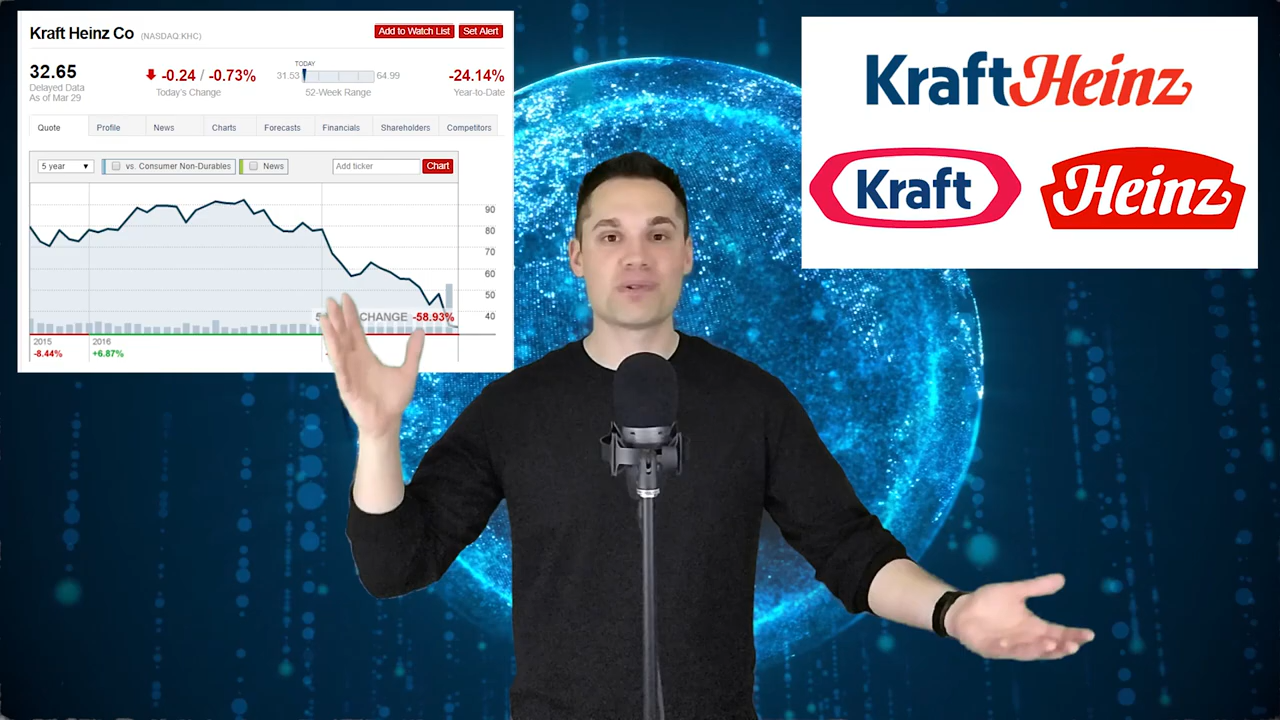 Kraft Heinz Co (NASDAQ:KHC)
Add to Watch List Set Alert
32.65
Delayed Data
As of Mar 29
-0.24 / -0.73%
Today's Change
TODAY
31.53 64.99
52-Week Range
-24.14%
Year-to-Date
Quote Profile News Charts Forecasts Financials Shareholders Competitors
5 year vs. Consumer Non-Durables News Add ticker Chart
90
80
70
60
50
40
5 CHANGE -58.93%
2015 2016
-8.44% +6.87%
KraftHeinz
Kraft Heinz